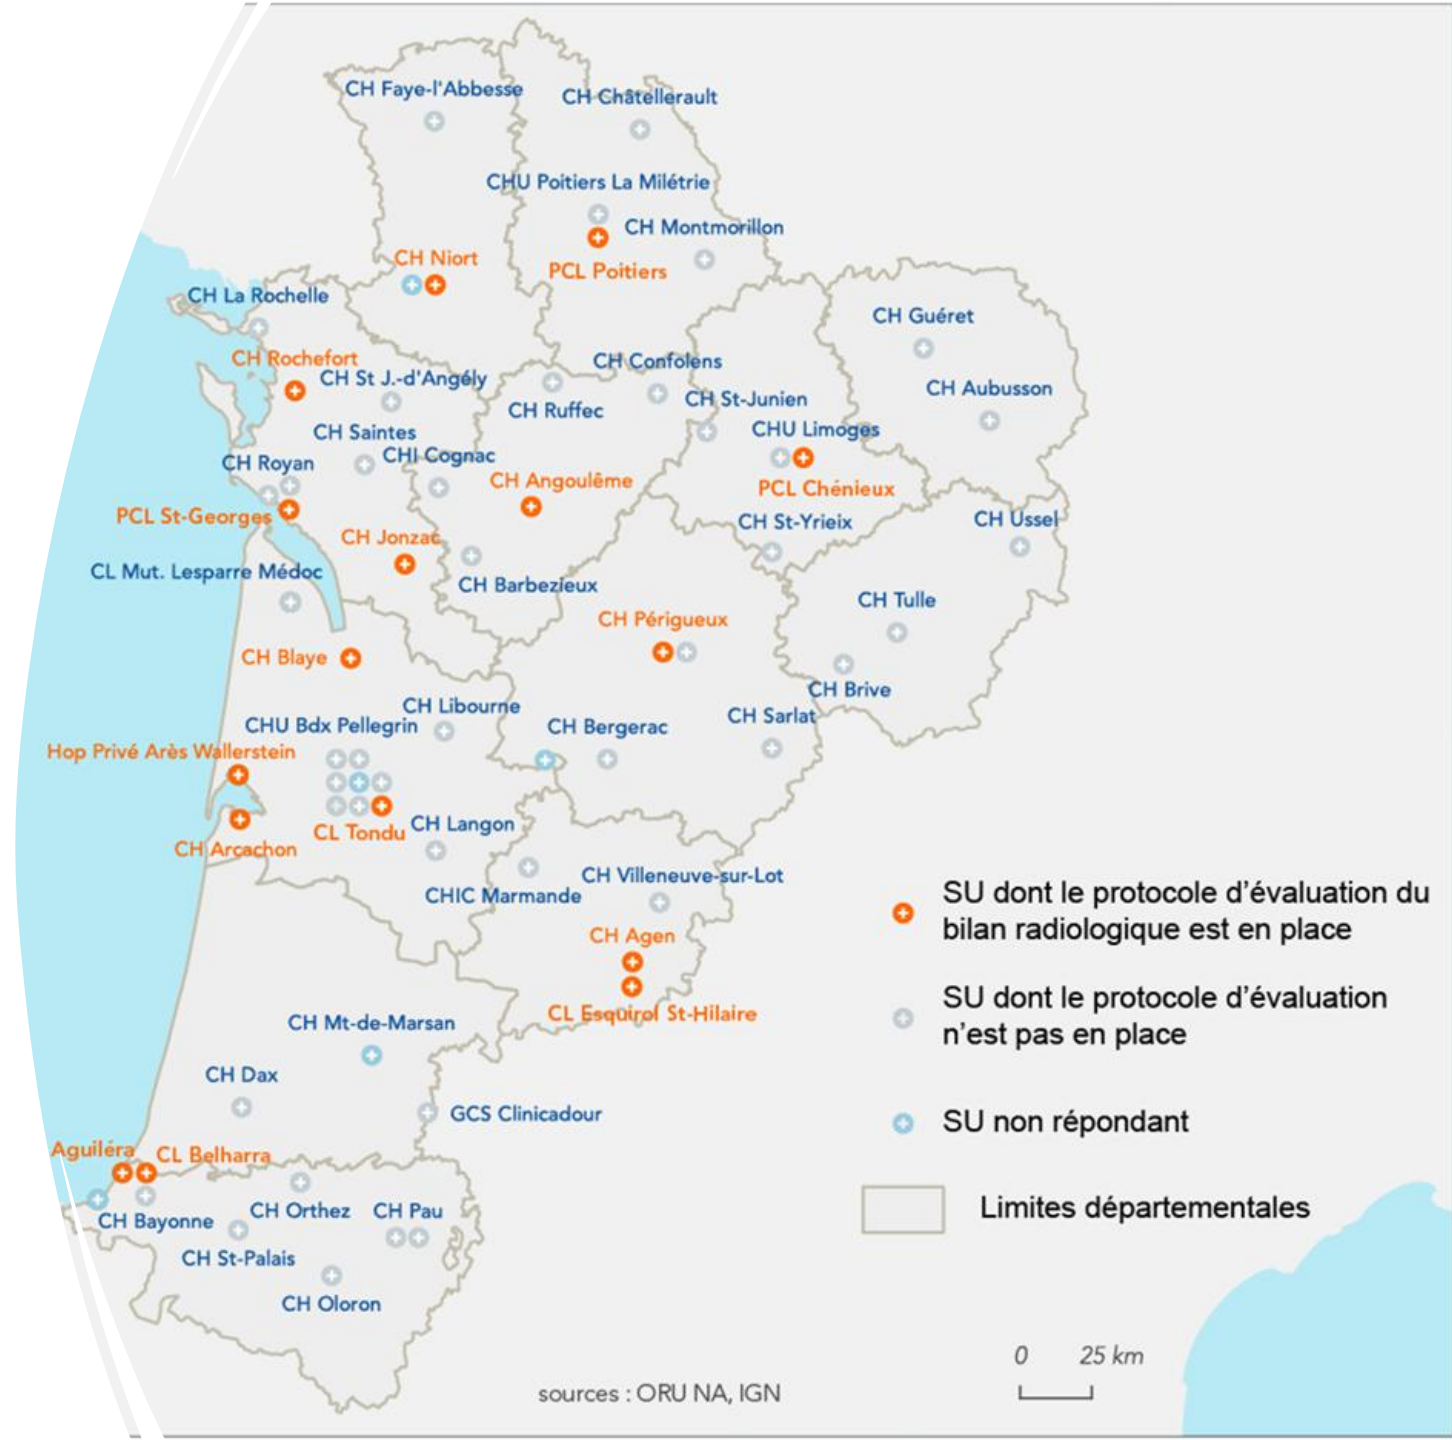 CH Faye-l'Abbesse
CH Châtellerault
CHU Poitiers La Milétrie
CH Montmorillon
CH Niort
PCL Poitiers
CH La Rochelle
CH Guéret
CH Rochefort
CH Confolens
CH St J.-d'Angély
CH Aubusson
CH St-Junien
CH Ruffec
CH Saintes
CHU Limoges
CHI Cognac
CH Royan
CH Angoulême
PCL Chénieux
PCL St-Georges
CH St-Yrieix
CH Ussel
CH Jonzac
CL Mut. Lesparre Médoc
CH Barbezieux
CH Tulle
CH Périgueux
CH Blaye
CH Brive
CH Libourne
CH Sarlat
CHU Bdx Pellegrin
CH Bergerac
Hop Privé Arès Wallerstein
CL Tondu
CH Langon
CH Arcachon
CH Villeneuve-sur-Lot
CHIC Marmande
CH Agen
CL Esquirol St-Hilaire
CH Mt-de-Marsan
CH Dax
GCS Clinicadour
Aguiléra
CL Belharra
CH Orthez
CH Pau
CH Bayonne
CH St-Palais
CH Oloron
SU dont le protocole d'évaluation du
bilan radiologique est en place
SU dont le protocole d'évaluation
n'est pas en place
SU non répondant
Limites départementales
0 25 km
sources : ORU NA, IGN